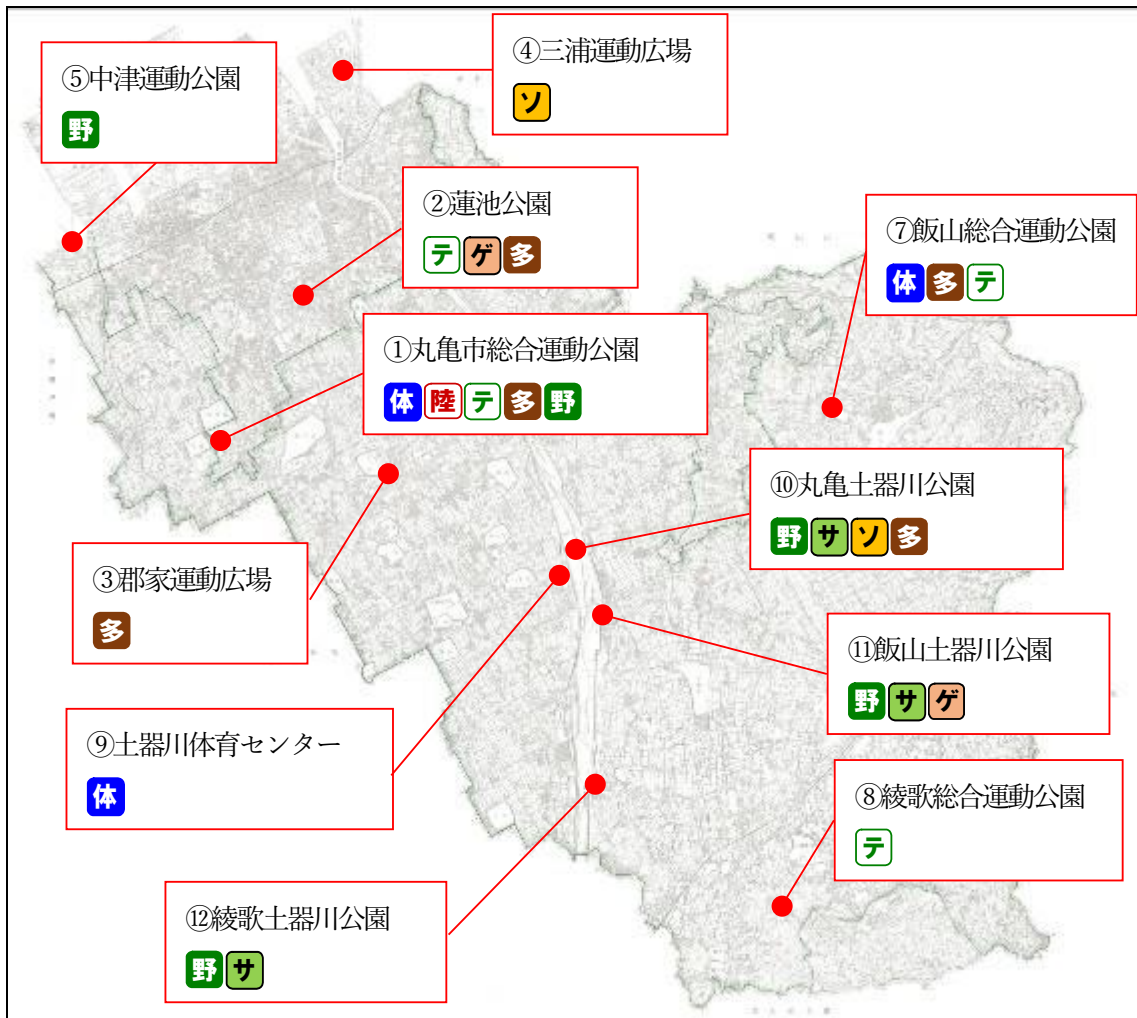 ④三浦運動広場
ソ
⑤中津運動公園
野
②蓮池公園
テ ゲ 多
⑦飯山総合運動公園
体 多 テ
①丸亀市総合運動公園
体 陸 テ 多 野
⑩丸亀土器川公園
野 サ ソ 多
③郡家運動広場
多
⑪飯山土器川公園
野 サ ゲ
⑨土器川体育センター
体
⑧綾歌総合運動公園
テ
⑫綾歌土器川公園
野 サ